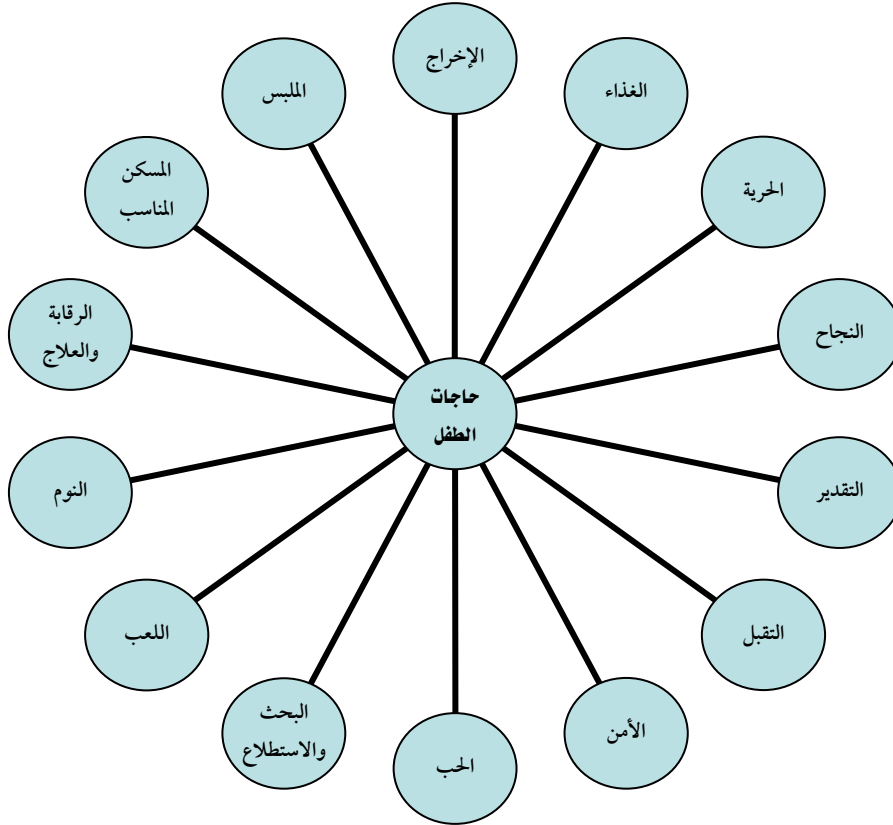 حاجات
الطفل
الإخراج
الغذاء
الحرية
النجاح
التقدير
التقبل
الأمن
الحب
البحث
والاستطلاع
اللعب
النوم
الرقابة
والعلاج
المسكن
المناسب
الملبس